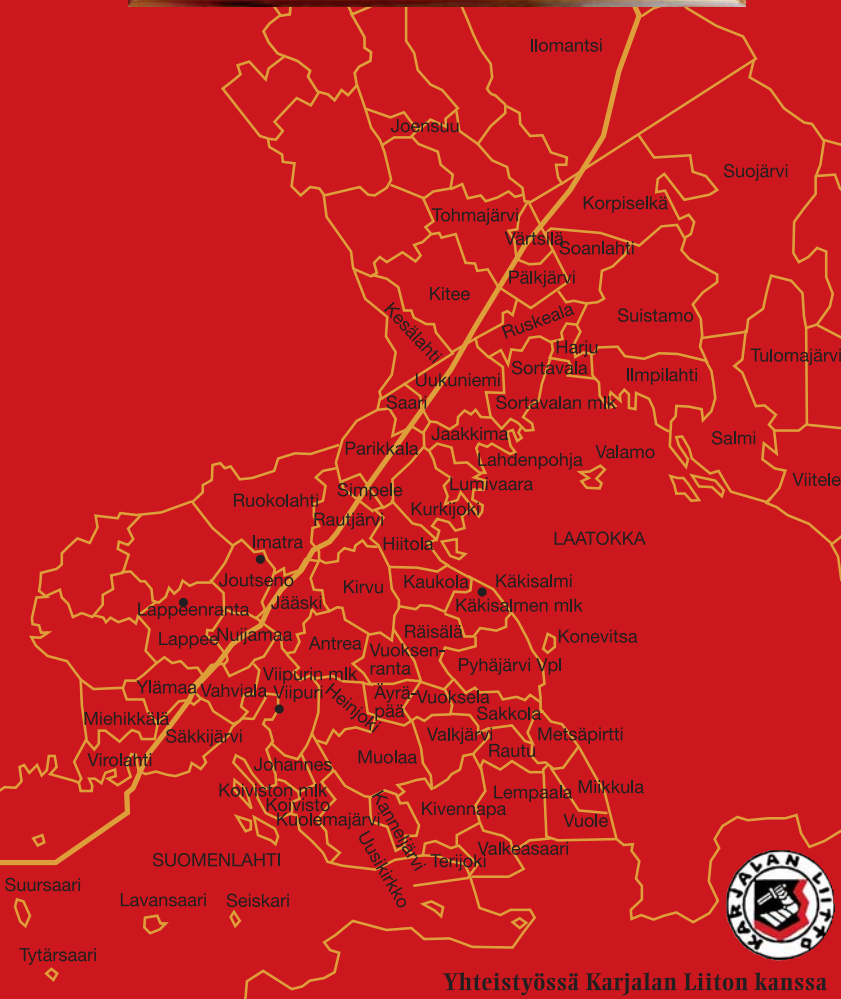 Ilomantsi
Joensuu
Suojärvi
Korpiselkä
Tohmajärvi
Värtsilä
Soanlahti
Pälkjärvi
Kitee
Suistamo
Ruskeala
Kesälahti
Harju
Tulomajärvi
Sortavala
Ilmpilahti
Uukuniemi
Saari
Sortavalan mlk
Jaakkima
Salmi
Parikkala
Valamo
Lahdenpohja
Viitele
Lumivaara
Simpele
Ruokolahti
Kurkijoki
Rautjärvi
LAATOKKA
Imatra
Hiitola
Joutseno
Kirvu
Kaukola
Käkisalmi
Jääski
Käkisalmen mlk
Lappeenranta
Räisälä
Konevitsa
Lappee
Nuijamaa
Antrea
Vuoksen-
ranta
Pyhäjärvi Vpl
Viipurin mlk
Ylämaa
Vahviala
Viipuri
Heinjoki
Äyrä-
pää
Vuoksela
Sakkola
Miehikkälä
Säkkijärvi
Valkjärvi
Metsäpirtti
Rautu
Virolahti
Muolaa
Johannes
Koiviston mlk
Lempaala
Miikkula
Koivisto
Kivennapa
Kuolemajärvi
Kanneljärvi
Vuole
Uusikirkko
Valkeasaari
SUOMENLAHTI
Terijoki
Suursaari
Lavansaari
Seiskari
Tytärsaari
KARJALAN LIITTO
Yhteistyössä Karjalan Liiton kanssa